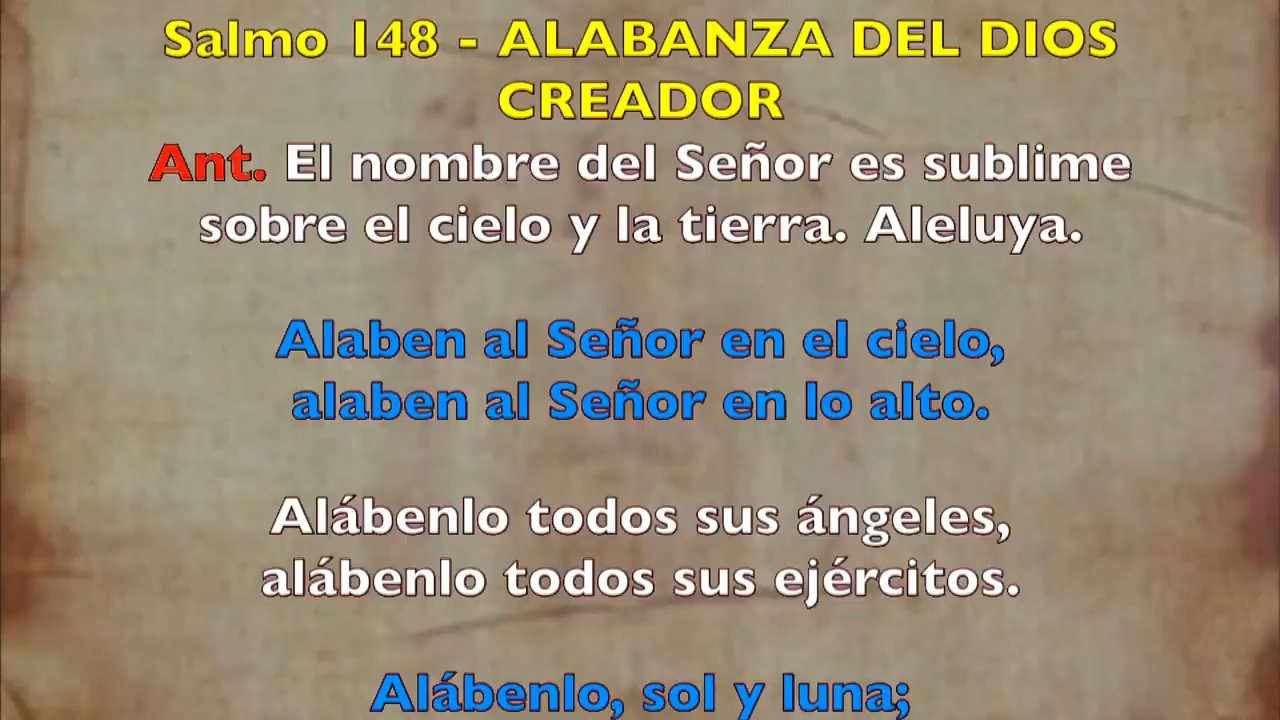 Salmo 148 - ALABANZA DEL DIOS
CREADOR
Ant. El nombre del Señor es sublime
sobre el cielo y la tierra. Aleluya.
Alaben al Señor en el cielo,
alaben al Señor en lo alto.
Alábenlo todos sus ángeles,
alábenlo todos sus ejércitos.
Alábenlo, sol y luna;